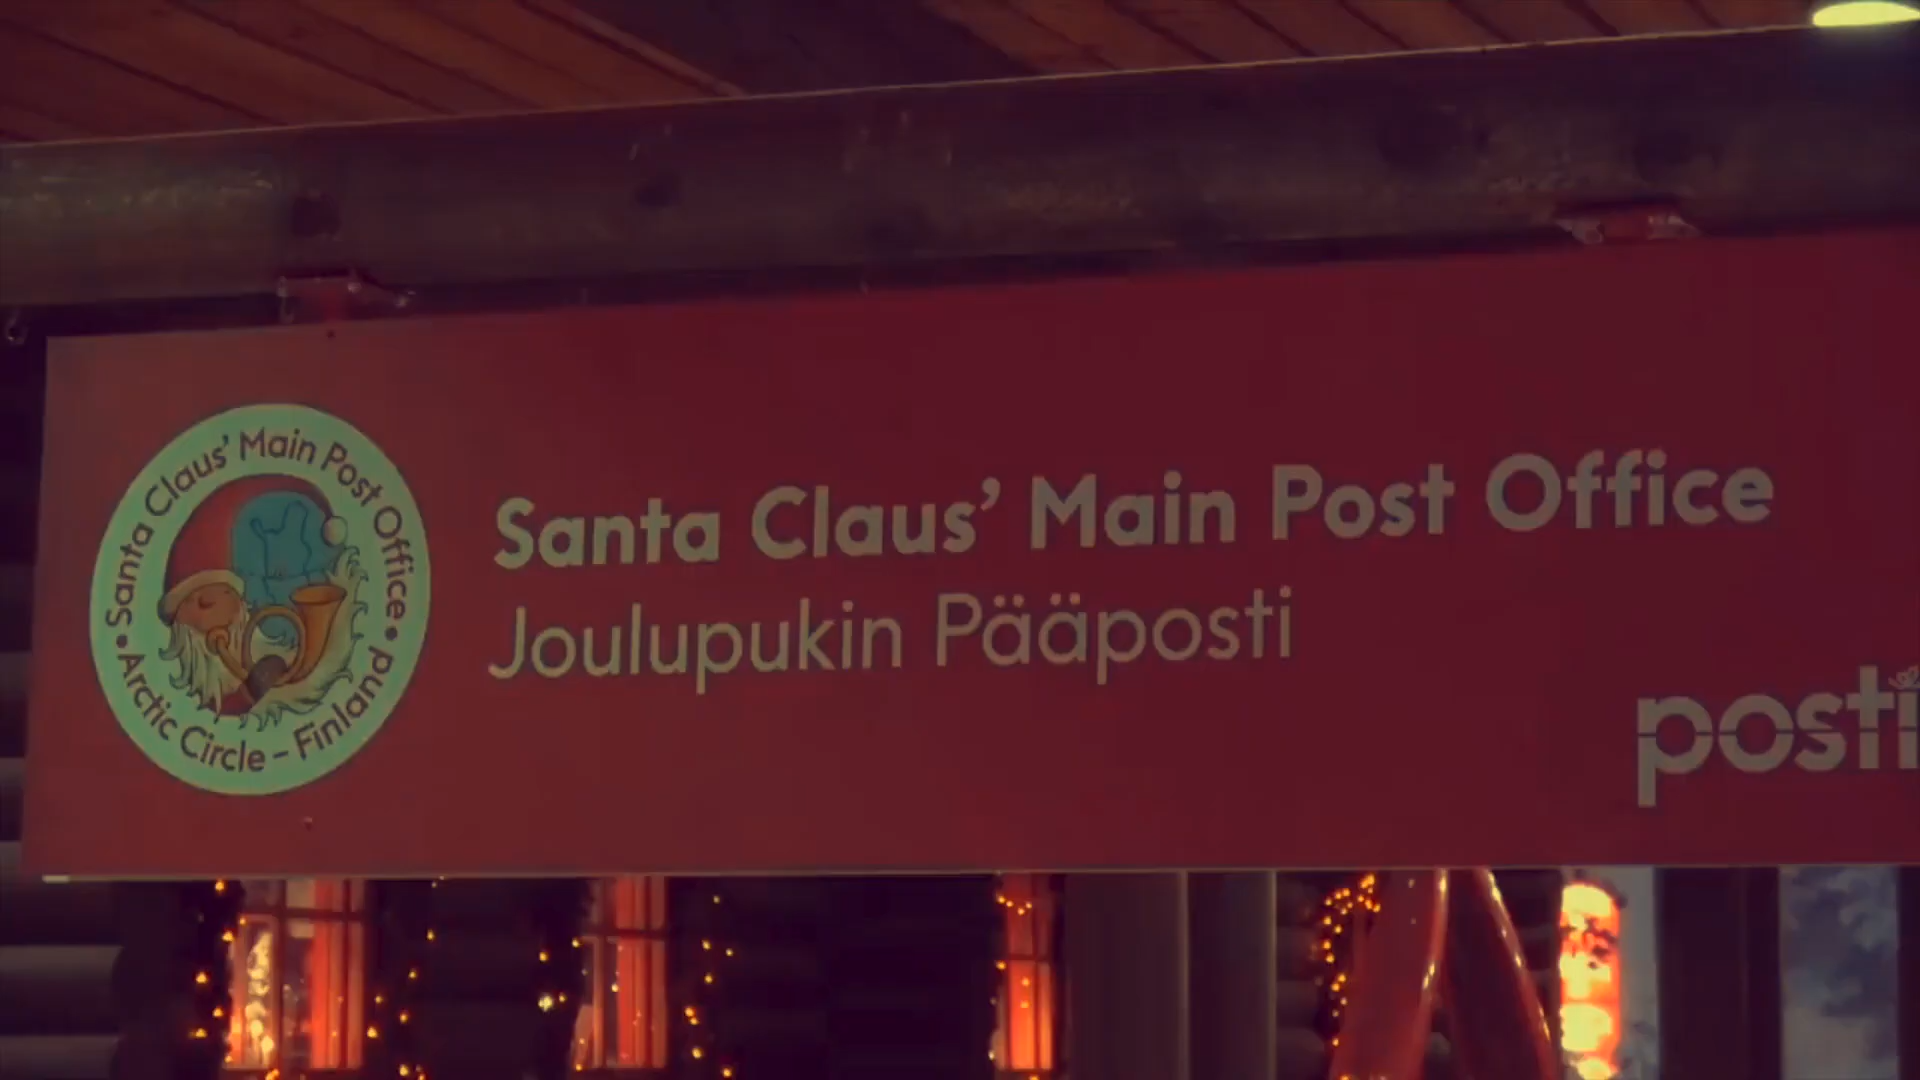 Santa Claus' Main Post Office
Arctic Circle – Finland
Santa Claus' Main Post Office
Joulupukin Pääposti
posti